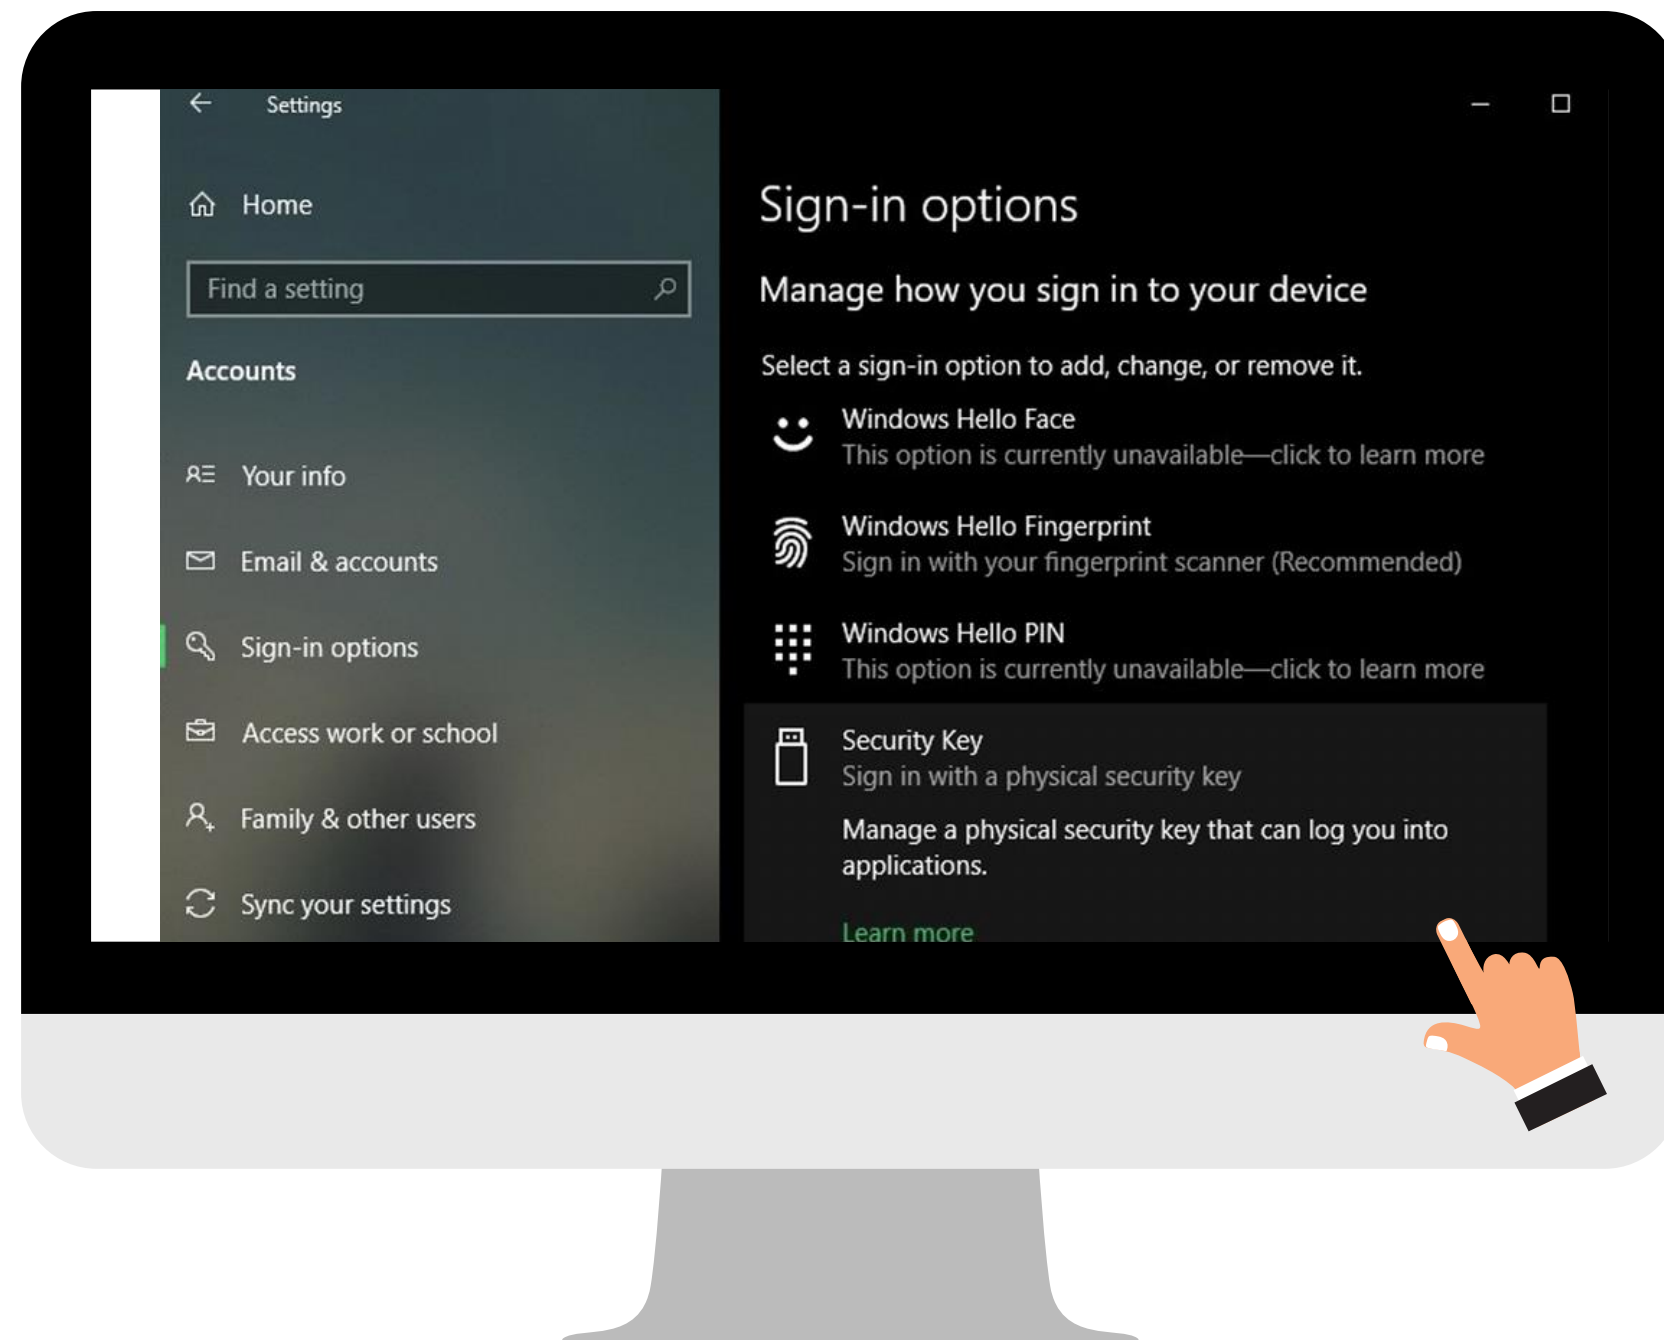 Settings
Home
Find a setting
Accounts
Your info
Email & accounts
Sign-in options
Access work or school
Family & other users
Sync your settings
Sign-in options
Manage how you sign in to your device
Select a sign-in option to add, change, or remove it.
Windows Hello Face
This option is currently unavailable—click to learn more
Windows Hello Fingerprint
Sign in with your fingerprint scanner (Recommended)
Windows Hello PIN
This option is currently unavailable—click to learn more
Security Key
Sign in with a physical security key
Manage a physical security key that can log you into
applications.
Learn more